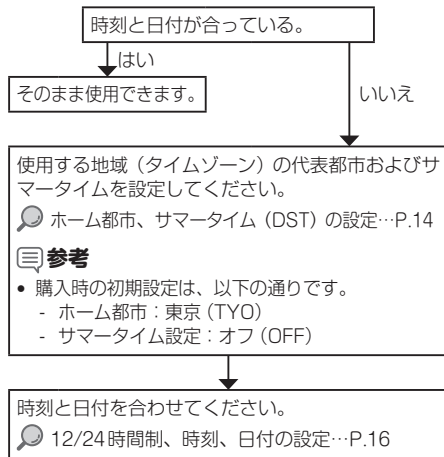 時刻と日付が合っている。
はい
そのまま使用できます。
いいえ
使用する地域（タイムゾーン）の代表都市およびサ
マータイムを設定してください。
ホーム都市、サマータイム（DST）の設定…P.14
参考
• 購入時の初期設定は、以下の通りです。
- ホーム都市：東京（TYO）
- サマータイム設定：オフ（OFF）
時刻と日付を合わせてください。
12/24時間制、時刻、日付の設定…P.16